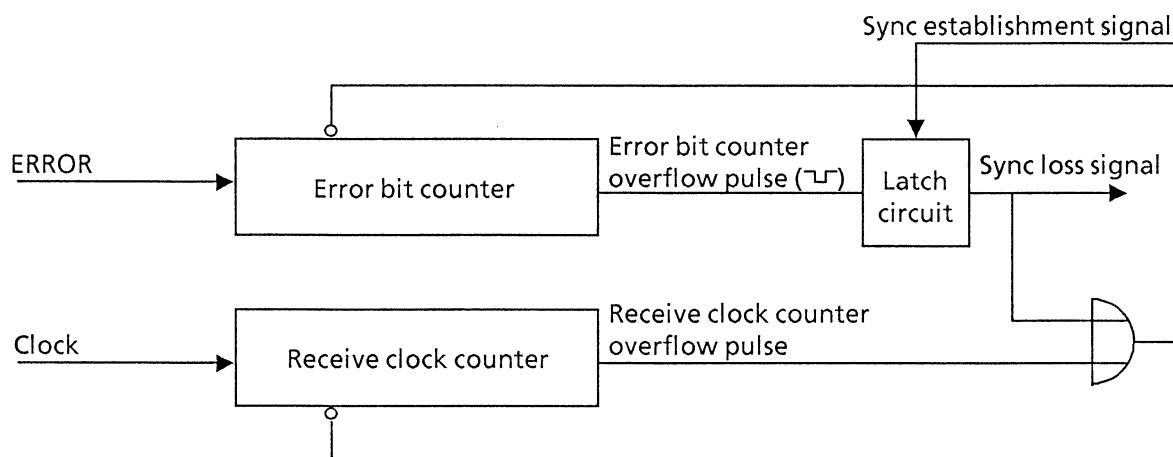 Sync establishment signal
ERROR
Error bit counter
Error bit counter
overflow pulse ( )
Latch
circuit
Sync loss signal
Clock
Receive clock counter
Receive clock counter
overflow pulse